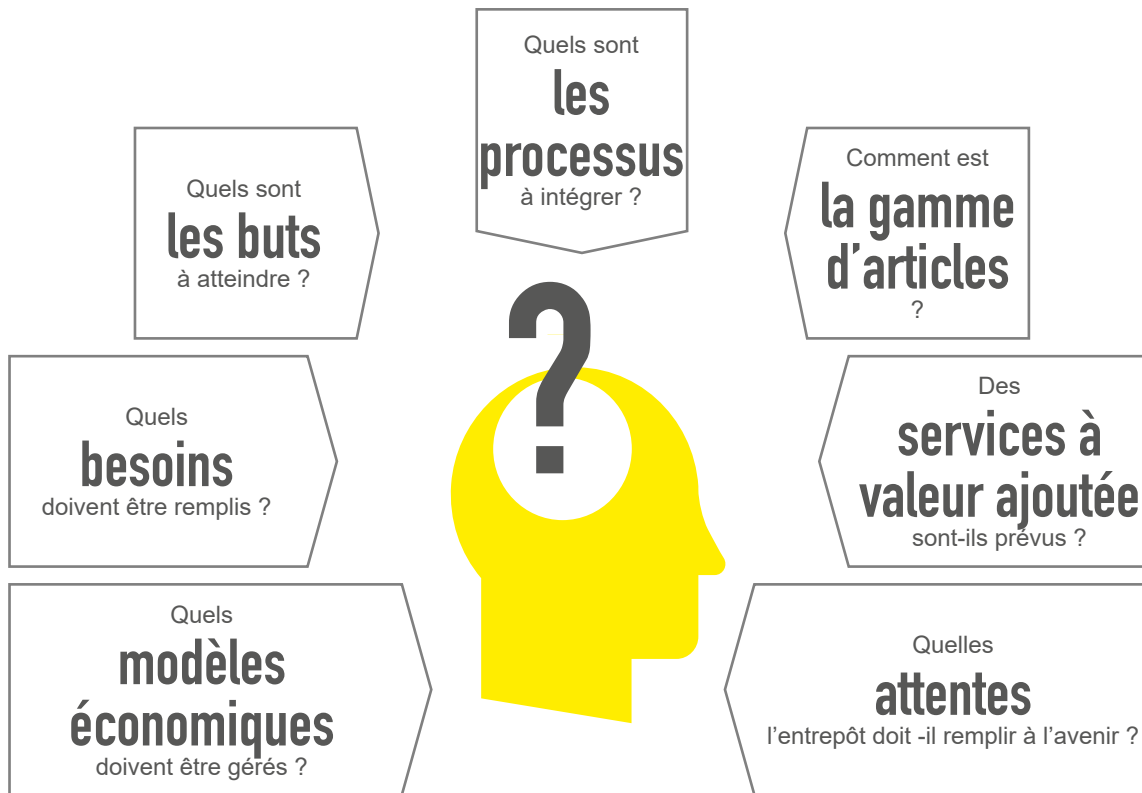 Quels sont
les
processus
à intégrer ?
Quels sont
les buts
à atteindre ?
Comment est
la gamme
d’articles
?
Quels
besoins
doivent être remplis ?
Des
services à
valeur ajoutée
sont-ils prévus ?
Quels
modèles
économiques
doivent être gérés ?
Quelles
attentes
l’entrepôt doit -il remplir à l’avenir ?
?